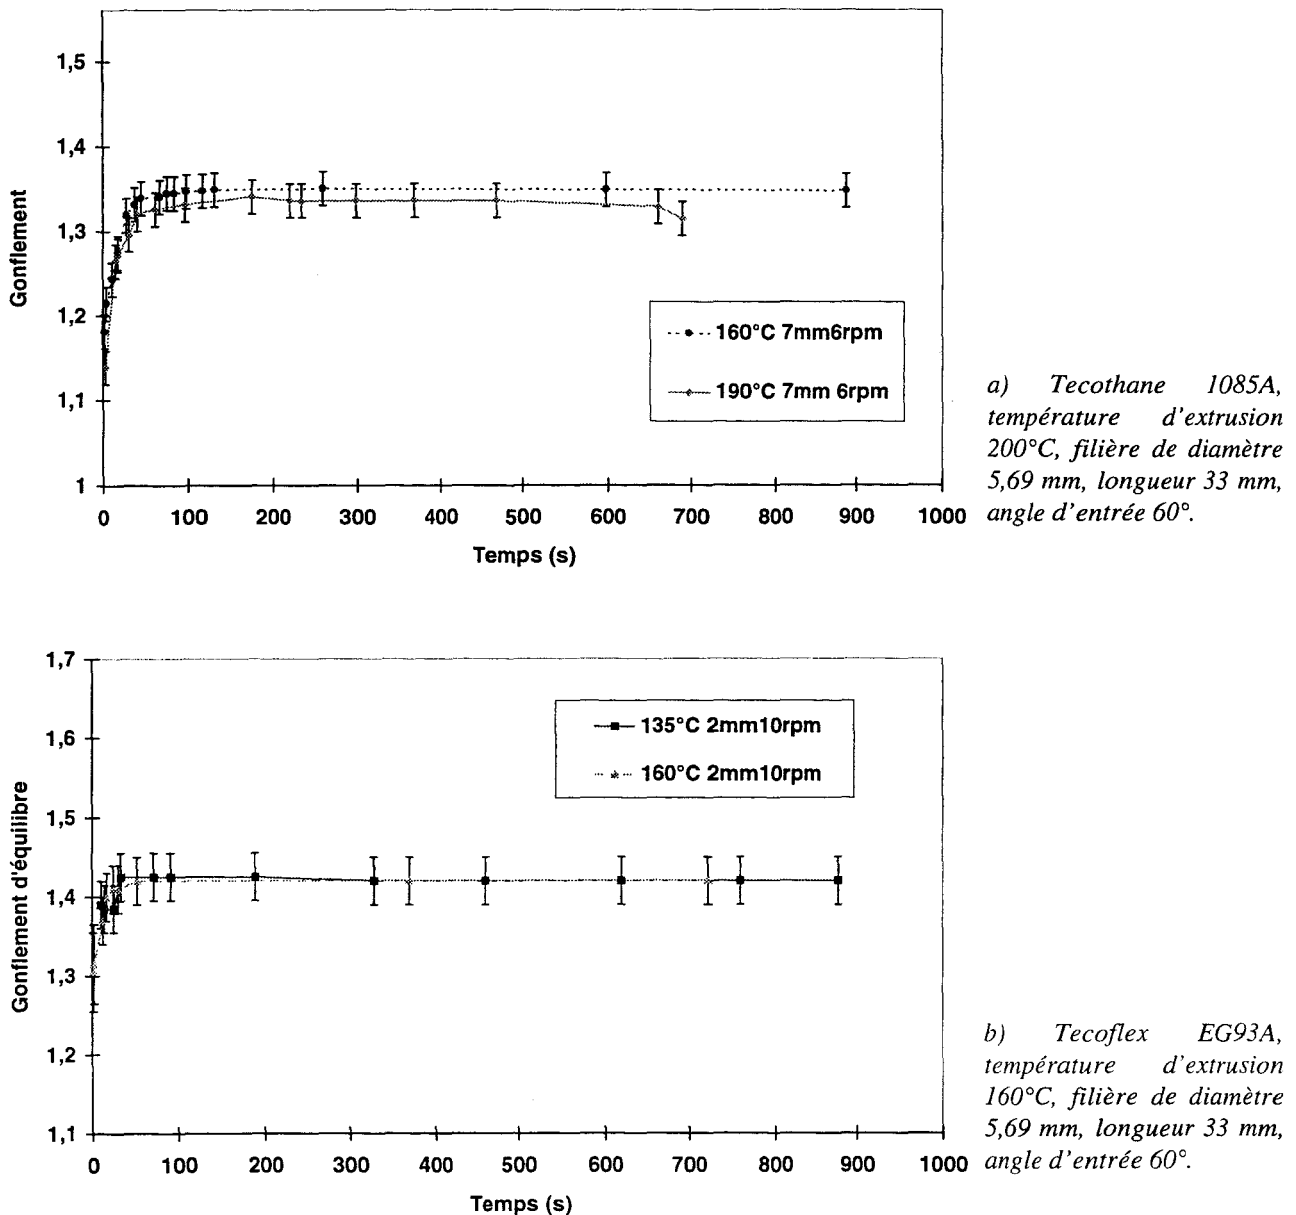 1,5
1,4
1,3
1,2
1,1
1
Gonflement
0 100 200 300 400 500 600 700 800 900 1000
Temps (s)
160°C 7mm6rpm
190°C 7mm 6rpm
a) Tecothane 1085A,
température d'extrusion
200°C, filière de diamètre
5,69 mm, longueur 33 mm,
angle d'entrée 60°.
1,7
1,6
1,5
1,4
1,3
1,2
1,1
Gonflement d'équilibre
0 100 200 300 400 500 600 700 800 900 1000
Temps (s)
135°C 2mm10rpm
160°C 2mm10rpm
b) Tecoflex EG93A,
température d'extrusion
160°C, filière de diamètre
5,69 mm, longueur 33 mm,
angle d'entrée 60°.